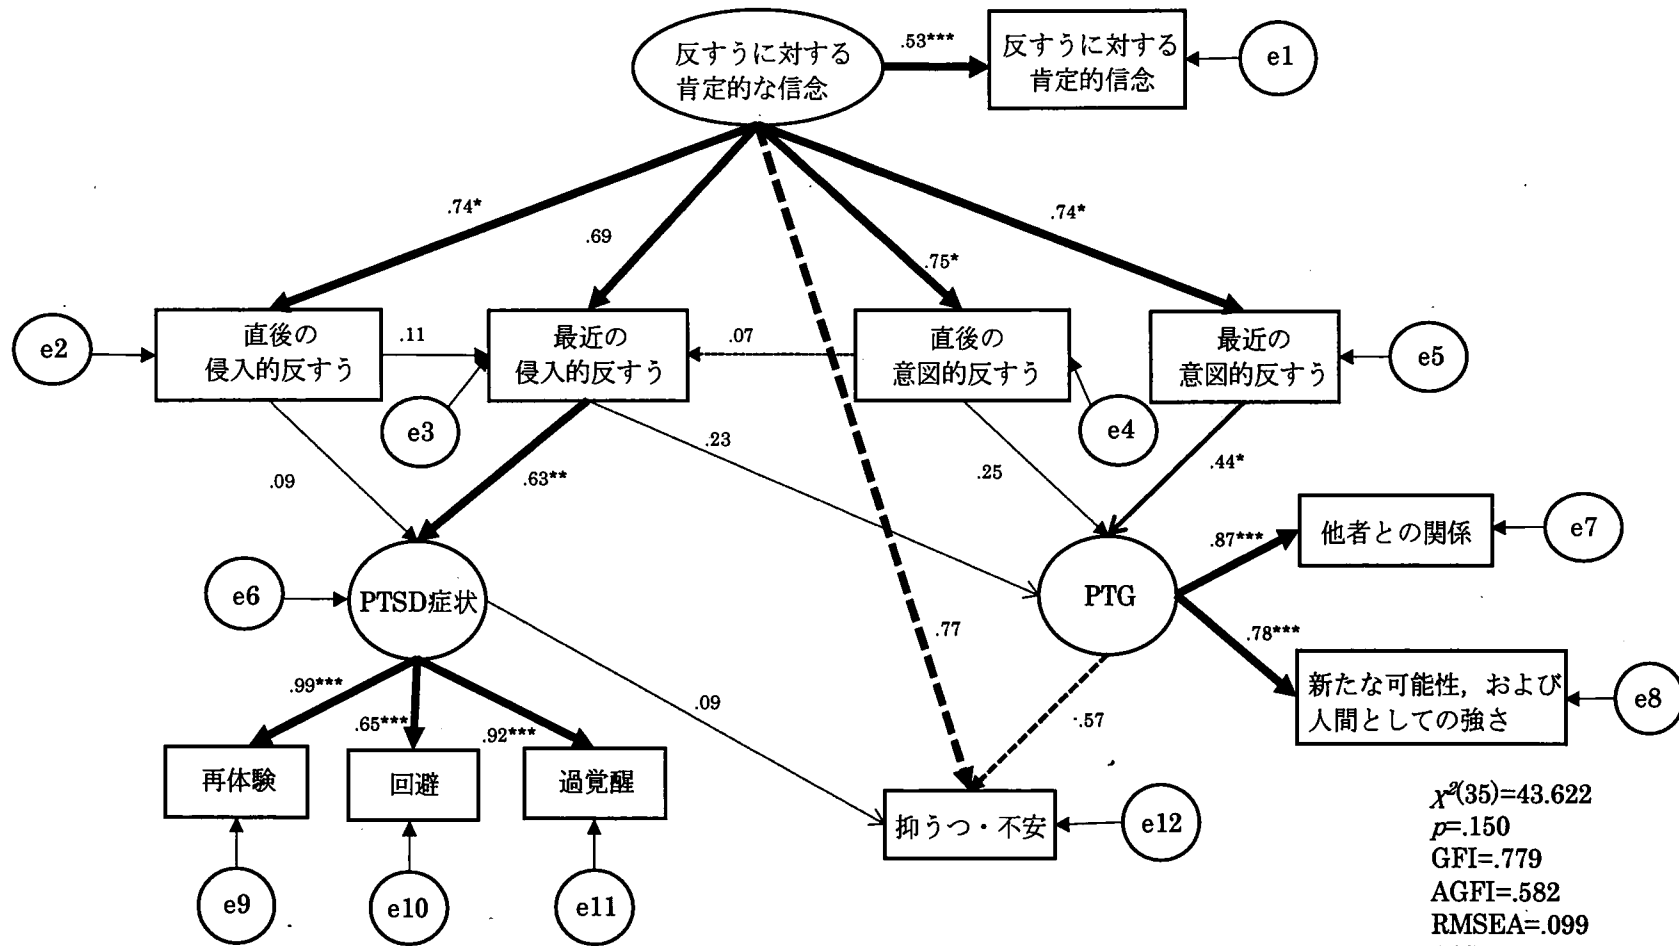 反すうに対する
肯定的な信念
.53***
反すうに対する
肯定的信念
e1
.74*
.69
.75*
.74*
e2
直後の
侵入的反すう
.11
最近の
侵入的反すう
.07
直後の
意図的反すう
最近の
意図的反すう
e5
e3
e4
.09
.63**
.23
.25
.44*
.87***
他者との関係
e7
e6
PTSD症状
PTG
.77
.78***
新たな可能性，および
人間としての強さ
e8
.99***
.65***
.92***
.09
-.57
再体験
回避
過覚醒
抑うつ・不安
e12
e9
e10
e11
χ²(35)=43.622
p=.150
GFI=.779
AGFI=.582
RMSEA=.099